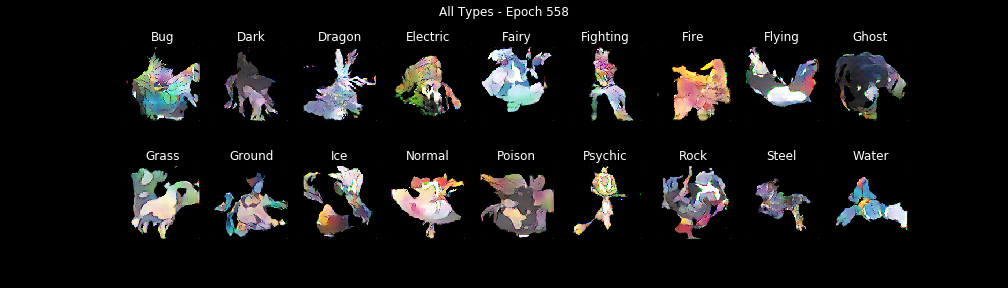 All Types - Epoch 558
Bug Dark Dragon Electric Fairy Fighting Fire Flying Ghost
Grass Ground Ice Normal Poison Psychic Rock Steel Water